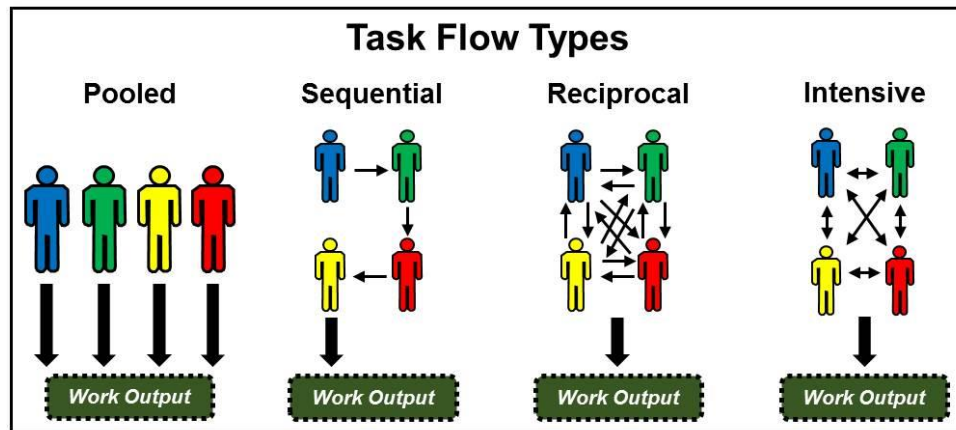 Task Flow Types
Pooled
Sequential
Reciprocal
Intensive
Work Output
Work Output
Work Output
Work Output